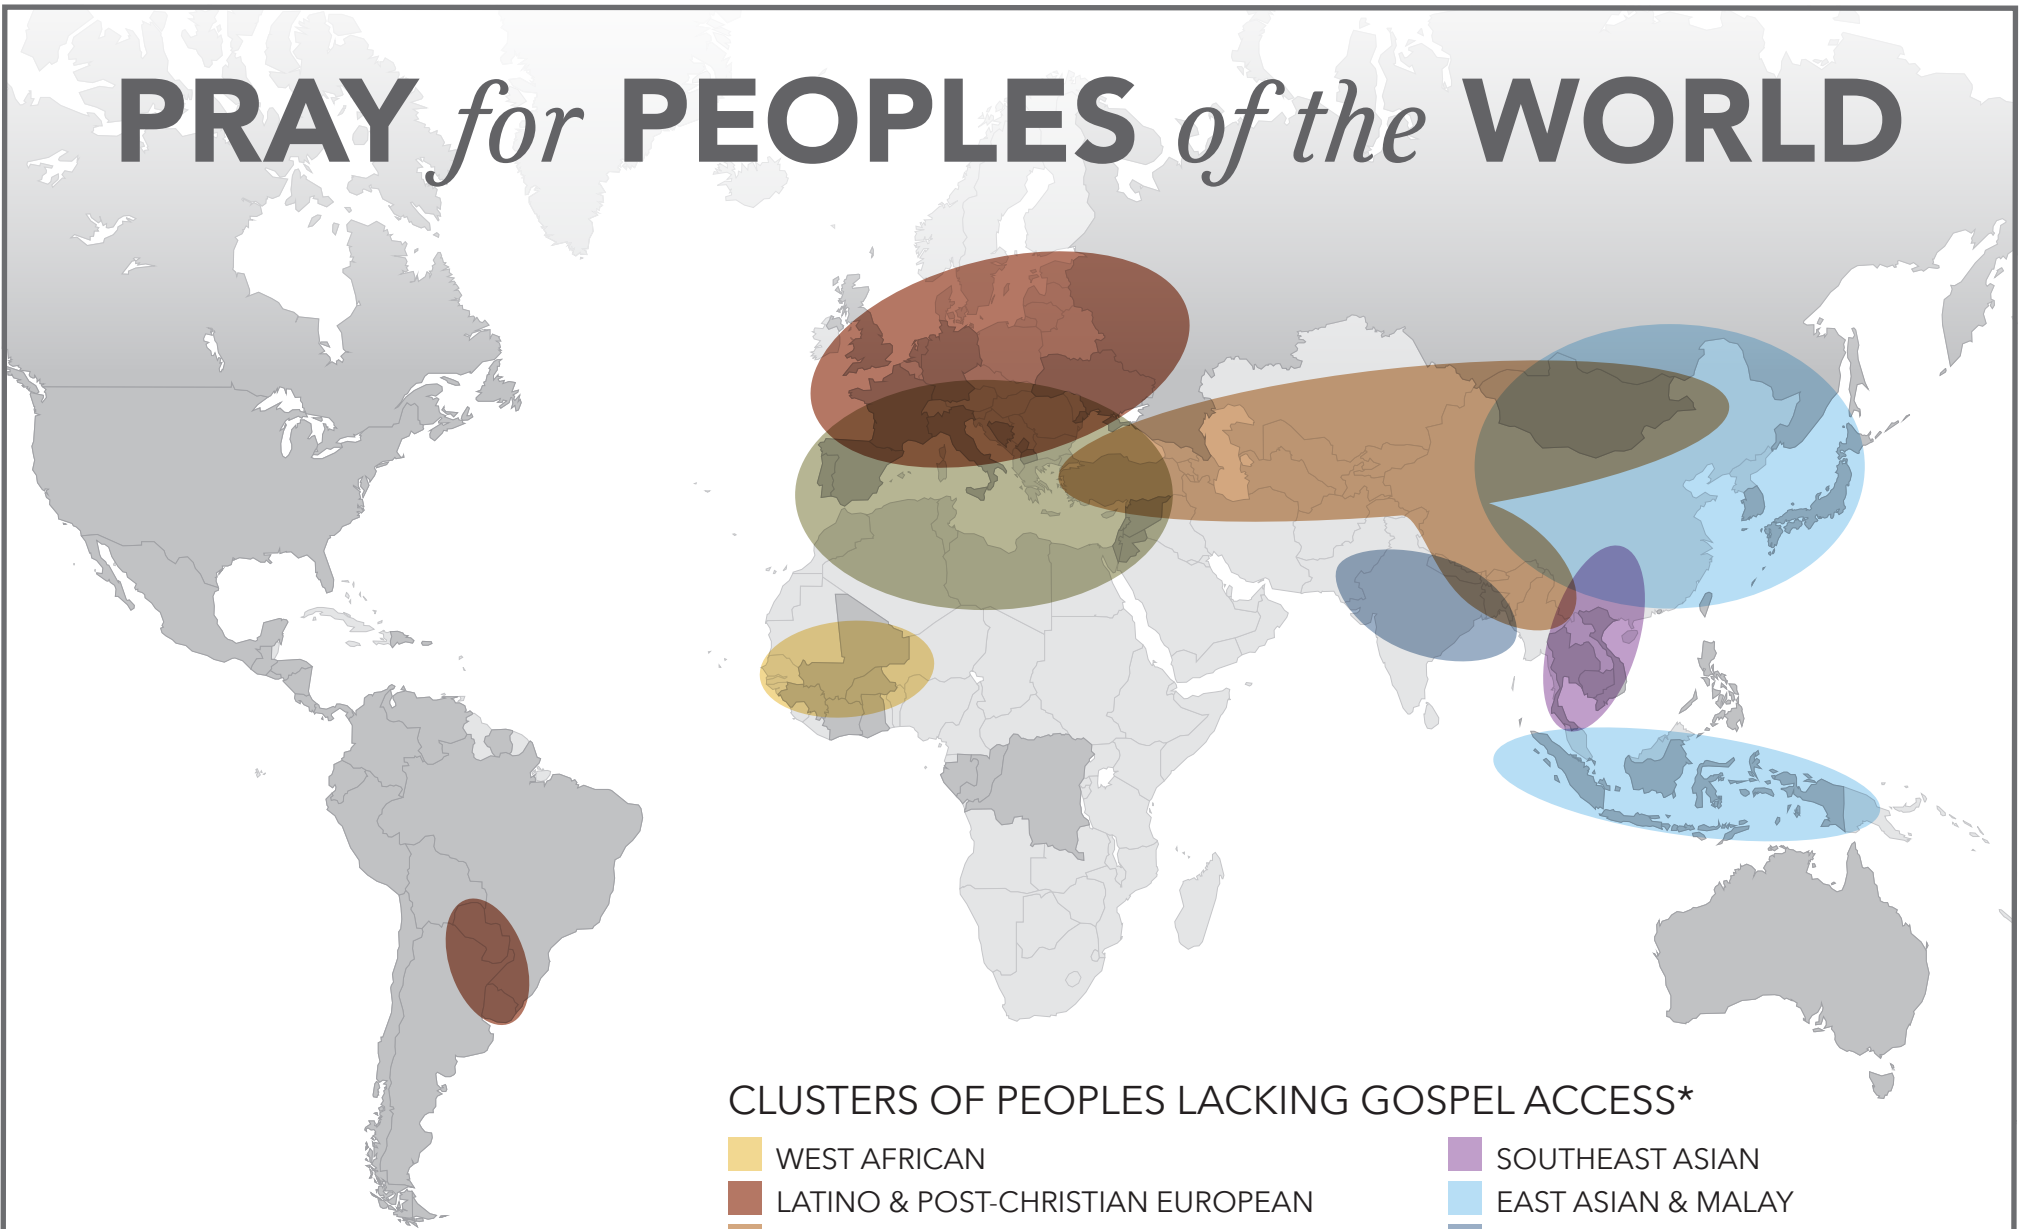 PRAY for PEOPLES of the WORLD
CLUSTERS OF PEOPLES LACKING GOSPEL ACCESS*
WEST AFRICAN
LATINO & POST-CHRISTIAN EUROPEAN
SOUTHEAST ASIAN
EAST ASIAN & MALAY